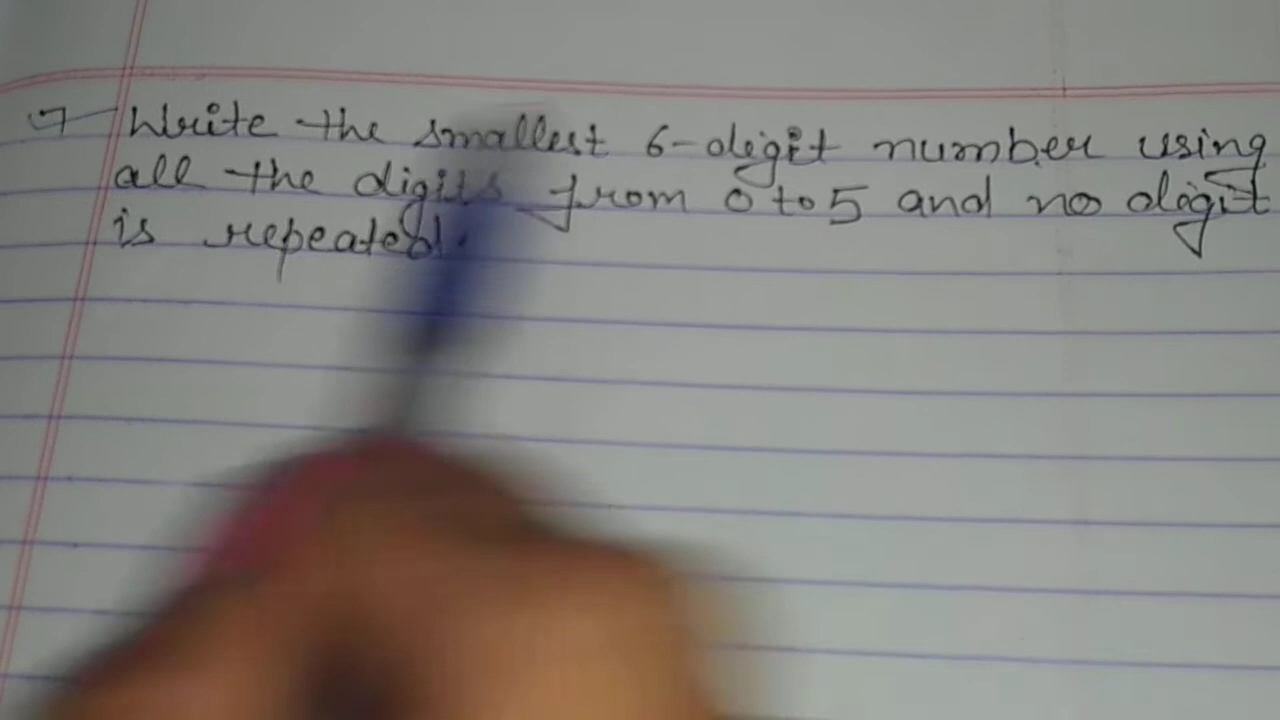 Write the smallest 6-digit number using
all the digits from 0 to 5 and no digit
is repeated.